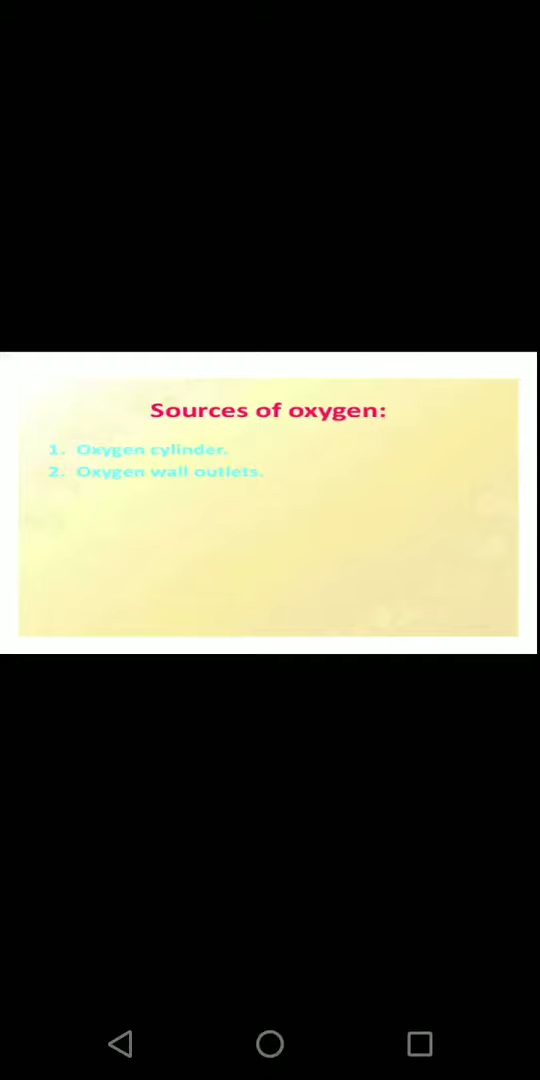 Sources of oxygen:
1. Oxygen cylinder.
2. Oxygen wall outlets.